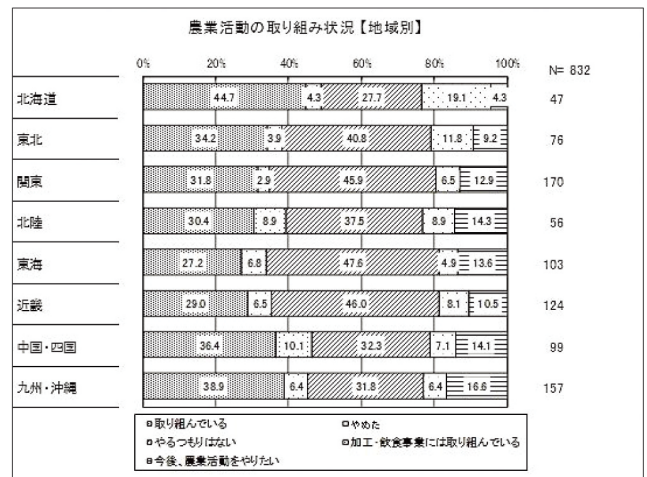 農業活動の取り組み状況【地域別】
0% 20% 40% 60% 80% 100%
N= 832
北海道 44.7 4.3 27.7 19.1 4.3 47
東北 34.2 3.9 40.8 11.8 9.2 76
関東 31.8 2.9 45.9 6.5 12.9 170
北陸 30.4 8.9 37.5 8.9 14.3 56
東海 27.2 6.8 47.6 4.9 13.6 103
近畿 29.0 6.5 46.0 8.1 10.5 124
中国・四国 36.4 10.1 32.3 7.1 14.1 99
九州・沖縄 38.9 6.4 31.8 6.4 16.6 157
取り組んでいる やめた
やるつもりはない 加工・飲食事業には取り組んでいる
今後、農業活動をやりたい